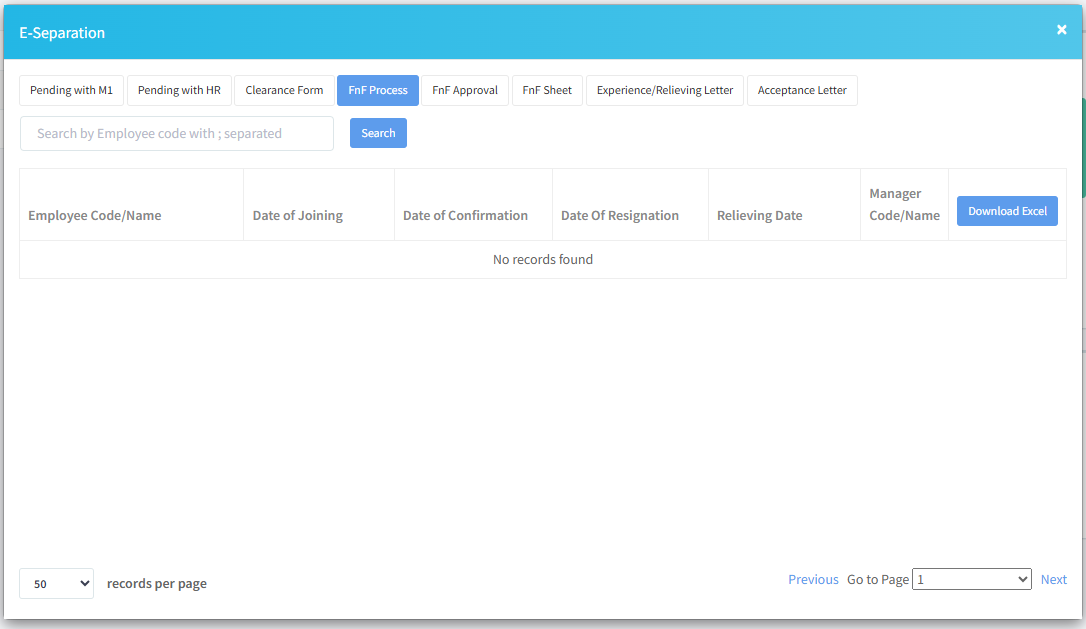 E-Separation ×
Pending with M1 Pending with HR Clearance Form FnF Process FnF Approval FnF Sheet Experience/Relieving Letter Acceptance Letter
Search by Employee code with ; separated Search
Employee Code/Name Date of Joining Date of Confirmation Date Of Resignation Relieving Date Manager Code/Name Download Excel
No records found
50 records per page Previous Go to Page 1 Next